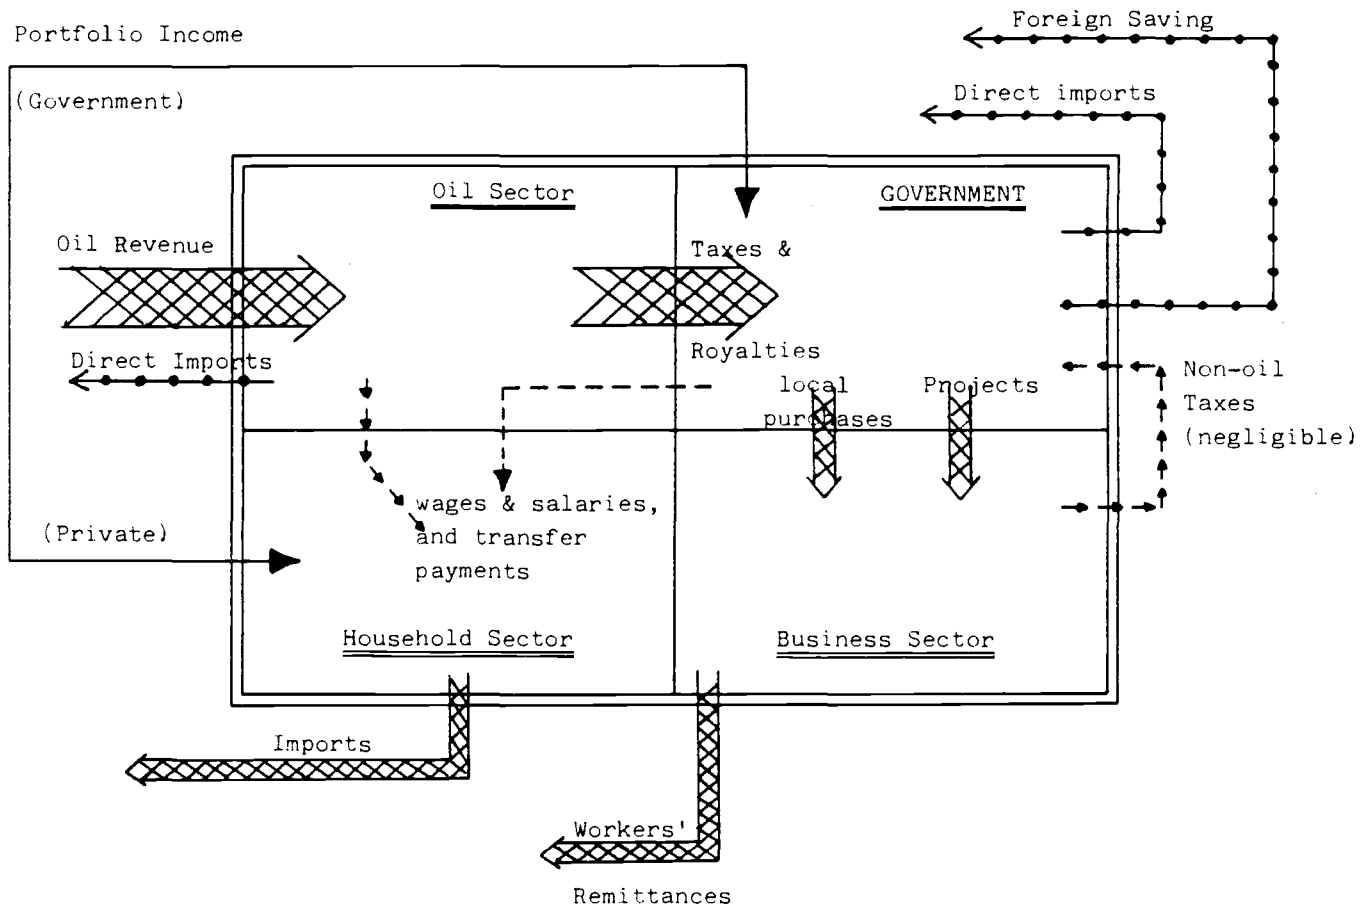 Foreign Saving
Portfolio Income
(Government)
Direct imports
Oil Sector
GOVERNMENT
Oil Revenue
Taxes &
Royalties
Direct Imports
local
purchases
Pnojects
Non-oil
Taxes
(negligible)
wages & salaries,
and transfer
payments
(Private)
Household Sector
Business Sector
Imports
Workers'
Remittances